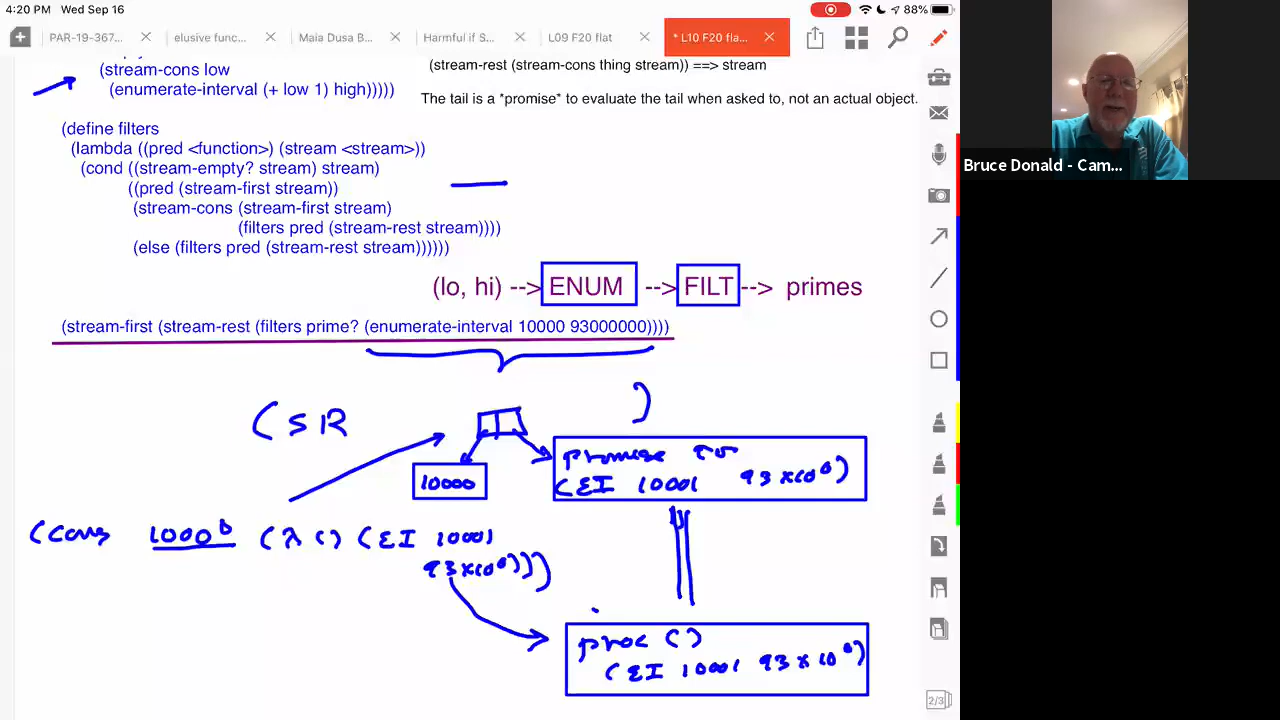 4:20 PM Wed Sep 16
88%
PAR-19-367...
elusive func...
Maia Dusa B...
Harmful if S...
L09 F20 flat
* L10 F20 fla...
(stream-cons low
(enumerate-interval (+ low 1) high)))))
(stream-rest (stream-cons thing stream)) ==> stream
The tail is a *promise* to evaluate the tail when asked to, not an actual object.
(define filters
(lambda ((pred <function>) (stream <stream>))
(cond ((stream-empty? stream) stream)
((pred (stream-first stream))
(stream-cons (stream-first stream)
(filters pred (stream-rest stream))))
(else (filters pred (stream-rest stream))))))
(lo, hi) --> ENUM --> FILT --> primes
(stream-first (stream-rest (filters prime? (enumerate-interval 10000 93000000))))
(SR )
10000
promise to
(EI 10001 93x10⁶)
(cons 10000 (λ () (EI 10001
93x10⁶)))
proc ()
(EI 10001 93x10⁶)
Bruce Donald - Cam...
2/3